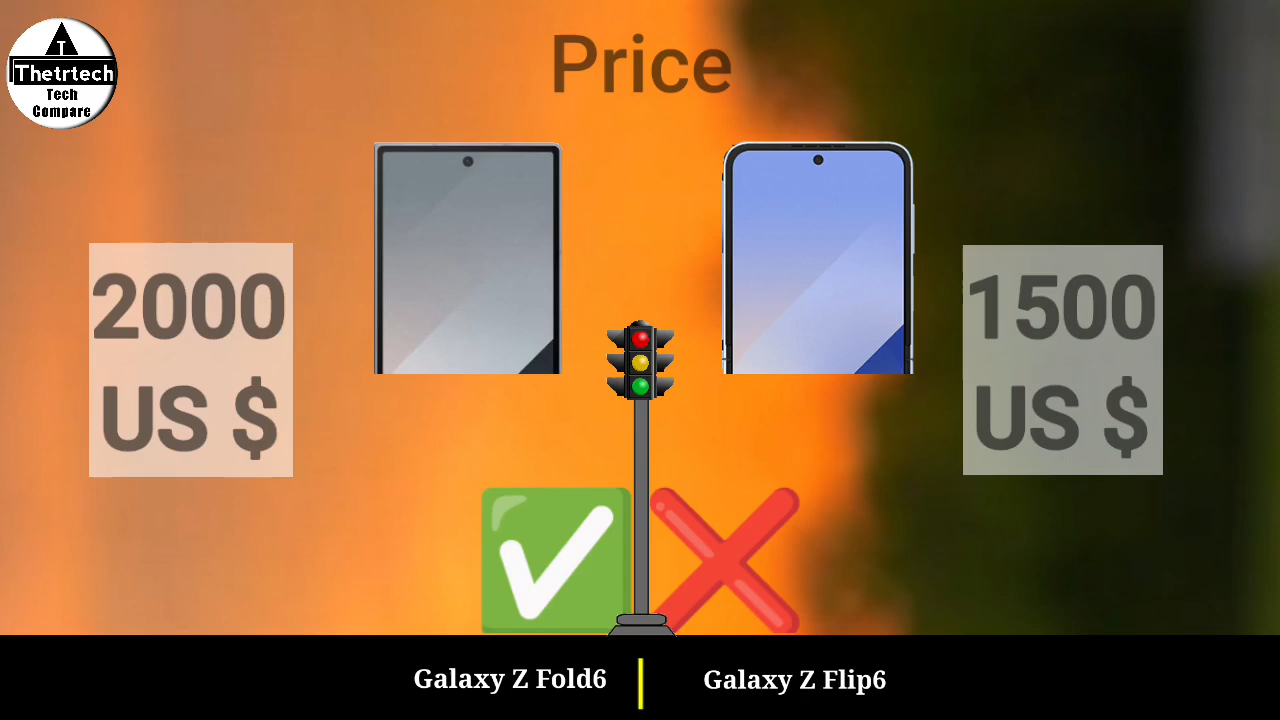 T
Thetrtech
Tech
Compare
Price
2000
US $
1500
US $
Galaxy Z Fold6
Galaxy Z Flip6